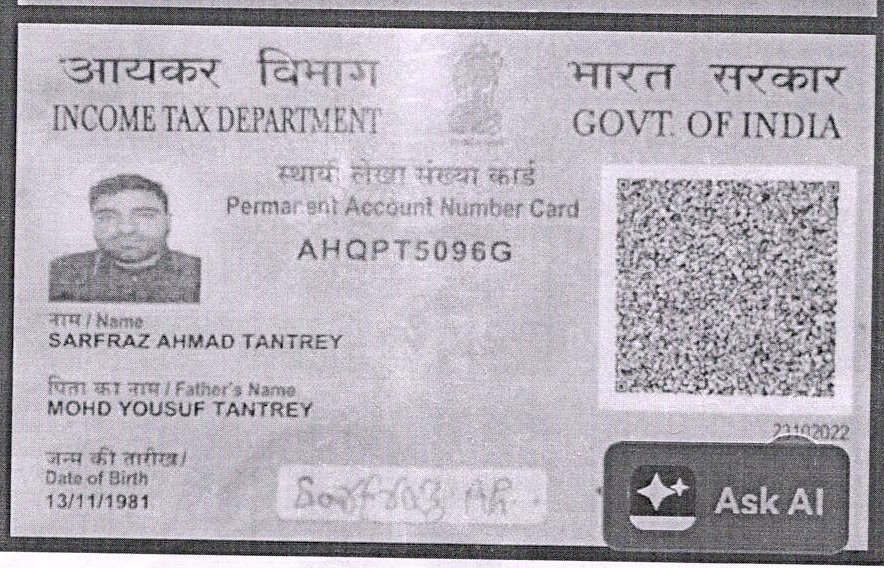 आयकर विभाग
INCOME TAX DEPARTMENT
भारत सरकार
GOVT. OF INDIA
स्थायी लेखा संख्या कार्ड
Permanent Account Number Card
AHQPT5096G
नाम / Name
SARFRAZ AHMAD TANTREY
पिता का नाम / Father's Name
MOHD YOUSUF TANTREY
जन्म की तारीख /
Date of Birth
13/11/1981
23102022
Ask AI